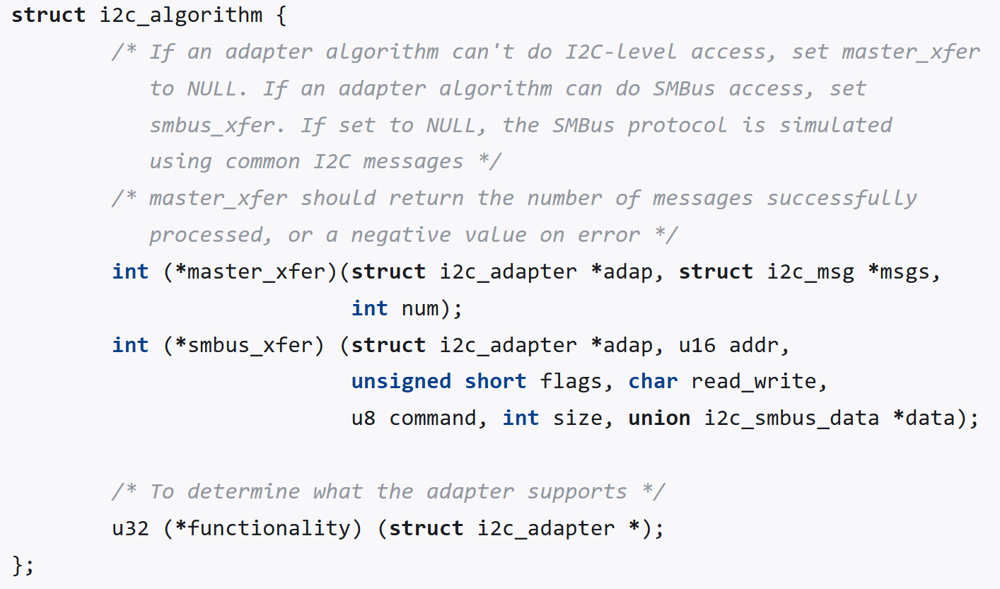 struct i2c_algorithm {
/* If an adapter algorithm can't do I2C-level access, set master_xfer
to NULL. If an adapter algorithm can do SMBus access, set
smbus_xfer. If set to NULL, the SMBus protocol is simulated
using common I2C messages */
/* master_xfer should return the number of messages successfully
processed, or a negative value on error */
int (*master_xfer)(struct i2c_adapter *adap, struct i2c_msg *msgs,
int num);
int (*smbus_xfer) (struct i2c_adapter *adap, u16 addr,
unsigned short flags, char read_write,
u8 command, int size, union i2c_smbus_data *data);
/* To determine what the adapter supports */
u32 (*functionality) (struct i2c_adapter *);
};